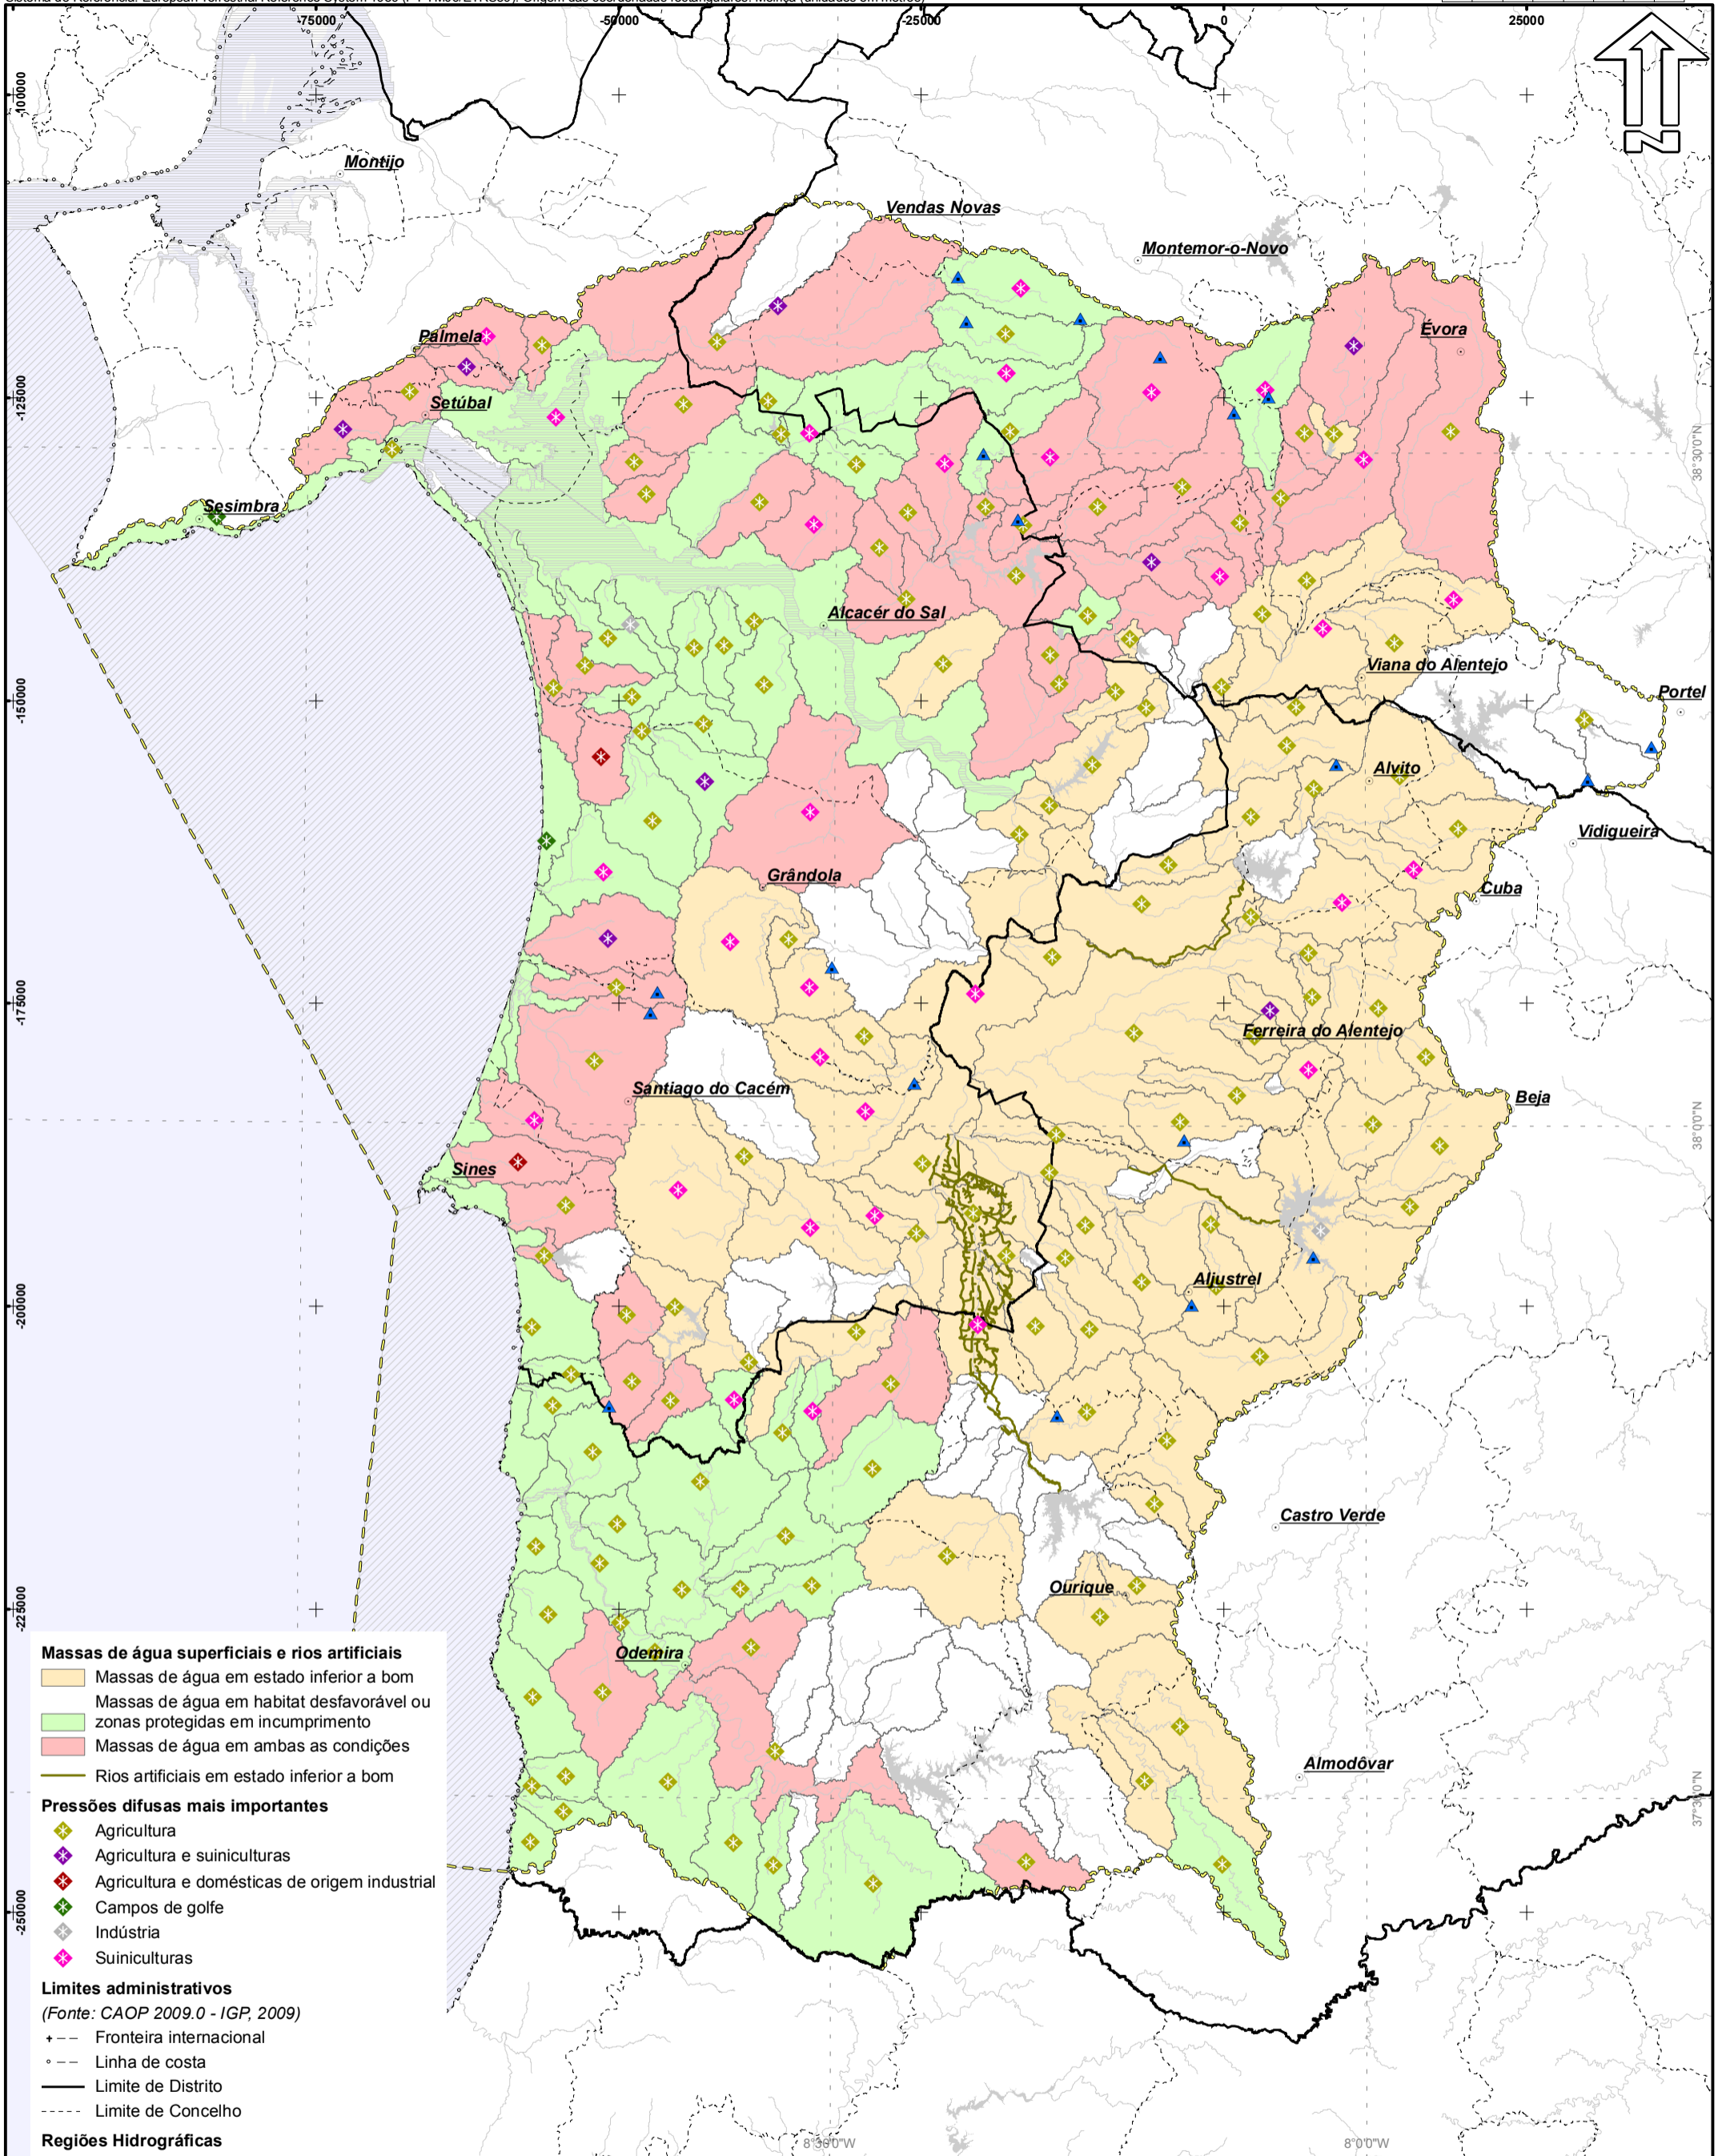 -75000
-50000
-25000
0
25000
-100000
Montijo
Vendas Novas
Montemor-o-Novo
N
Palmela
Évora
-125000
Setúbal
38°30'0"N
Sesimbra
Alcacér do Sal
Viana do Alentejo
Portel
-150000
Alvito
Vidigueira
Grândola
Cuba
-175000
Ferreira do Alentejo
Santiago do Cacém
Beja
38°0'0"N
Sines
Aljustrel
-200000
Castro Verde
Ourique
-225000
Odemira
Almodôvar
37°30'0"N
-250000
Massas de água superficiais e rios artificiais
Massas de água em estado inferior a bom
Massas de água em habitat desfavorável ou
zonas protegidas em incumprimento
Massas de água em ambas as condições
Rios artificiais em estado inferior a bom
Pressões difusas mais importantes
Agricultura
Agricultura e suiniculturas
Agricultura e domésticas de origem industrial
Campos de golfe
Indústria
Suiniculturas
Limites administrativos
(Fonte: CAOP 2009.0 - IGP, 2009)
Fronteira internacional
Linha de costa
Limite de Distrito
Limite de Concelho
Regiões Hidrográficas
8°30'0"W
8°0'0"W